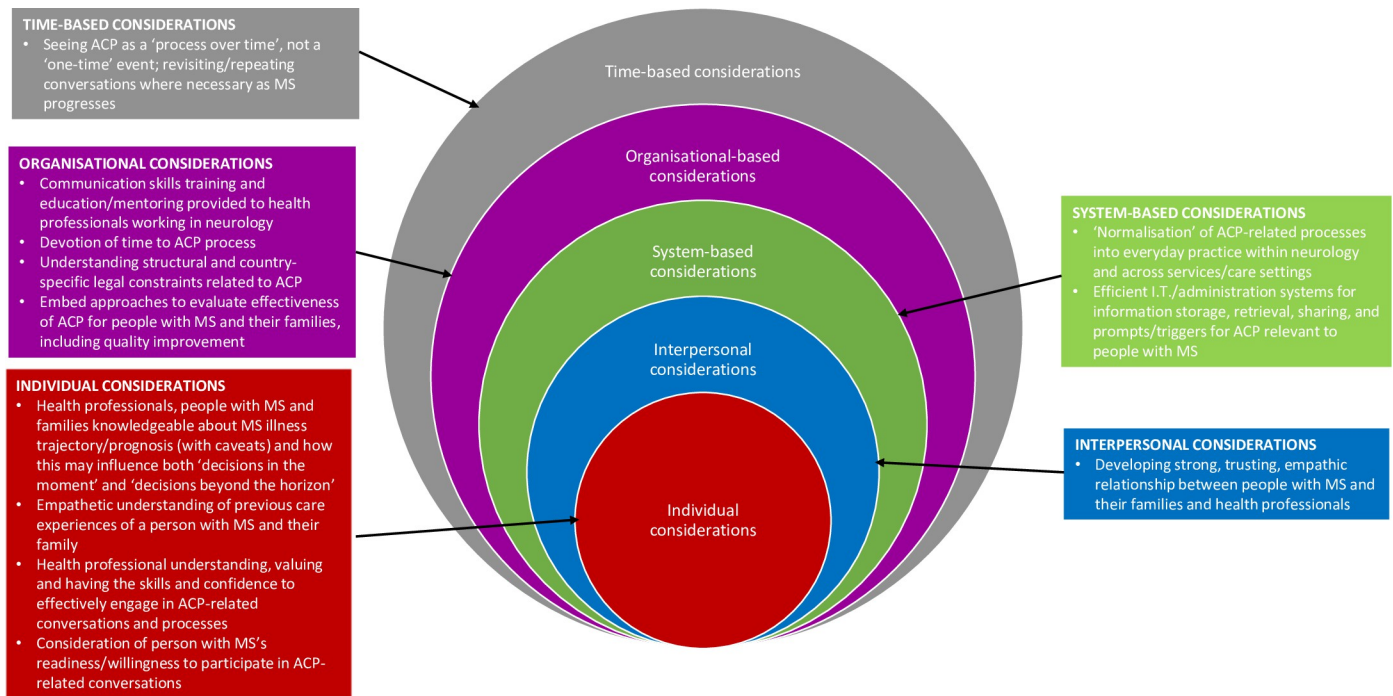 TIME-BASED CONSIDERATIONS
• Seeing ACP as a ‘process over time’, not a
‘one-time’ event; revisiting/repeating
conversations where necessary as MS
progresses
ORGANISATIONAL CONSIDERATIONS
• Communication skills training and
education/mentoring provided to health
professionals working in neurology
• Devotion of time to ACP process
• Understanding structural and country-
specific legal constraints related to ACP
• Embed approaches to evaluate effectiveness
of ACP for people with MS and their families,
including quality improvement
INDIVIDUAL CONSIDERATIONS
• Health professionals, people with MS and
families knowledgeable about MS illness
trajectory/prognosis (with caveats) and how
this may influence both ‘decisions in the
moment’ and ‘decisions beyond the horizon’
• Empathetic understanding of previous care
experiences of a person with MS and their
family
• Health professional understanding, valuing
and having the skills and confidence to
effectively engage in ACP-related
conversations and processes
• Consideration of person with MS’s
readiness/willingness to participate in ACP-
related conversations
Time-based considerations
Organisational-based
considerations
System-based
considerations
Interpersonal
considerations
Individual
considerations
SYSTEM-BASED CONSIDERATIONS
• ‘Normalisation’ of ACP-related processes
into everyday practice within neurology
and across services/care settings
• Efficient I.T./administration systems for
information storage, retrieval, sharing, and
prompts/triggers for ACP relevant to
people with MS
INTERPERSONAL CONSIDERATIONS
• Developing strong, trusting, empathic
relationship between people with MS and
their families and health professionals